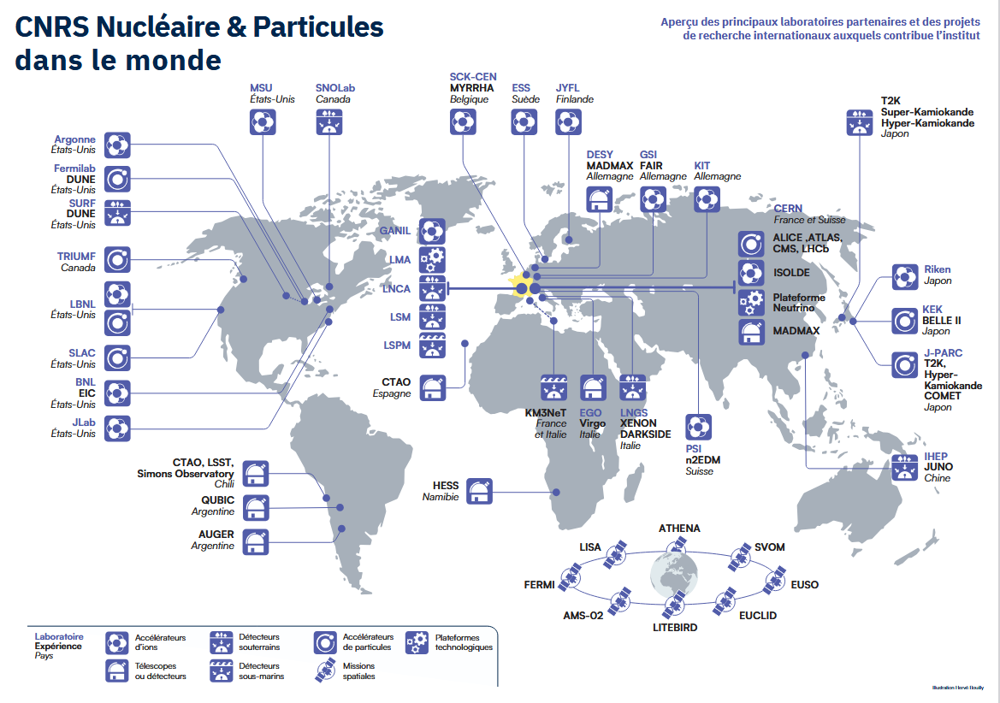 CNRS Nucléaire & Particules
dans le monde
Aperçu des principaux laboratoires partenaires et des projets
de recherche internationaux auxquels contribue l'institut
MSU
États-Unis
SNOLab
Canada
SCK-CEN
MYRRHA
Belgique
ESS
Suède
JYFL
Finlande
T2K
Super-Kamiokande
Hyper-Kamiokande
Japon
Argonne
États-Unis
Fermilab
DUNE
États-Unis
SURF
DUNE
États-Unis
TRIUMF
Canada
LBNL
États-Unis
SLAC
États-Unis
BNL
EIC
États-Unis
JLab
États-Unis
DESY
MADMAX
Allemagne
GSI
FAIR
Allemagne
KIT
Allemagne
CERN
France et Suisse
ALICE ,ATLAS,
CMS, LHCb
ISOLDE
Plateforme
Neutrino
MADMAX
GANIL
LMA
LNCA
LSM
LSPM
CTAO
Espagne
Riken
Japon
KEK
BELLE II
Japon
J-PARC
T2K,
Hyper-
Kamiokande
COMET
Japon
KM3NeT
France
et Italie
EGO
Virgo
Italie
LNGS
XENON
DARKSIDE
Italie
PSI
n2EDM
Suisse
IHEP
JUNO
Chine
CTAO, LSST,
Simons Observatory
Chili
QUBIC
Argentine
AUGER
Argentine
HESS
Namibie
ATHENA
LISA
SVOM
FERMI
EUSO
AMS-02
EUCLID
LITEBIRD
Laboratoire
Expérience
Pays
Accélérateurs
d'ions
Détecteurs
souterrains
Accélérateurs
de particules
Plateformes
technologiques
Télescopes
ou détecteurs
Détecteurs
sous-marins
Missions
spatiales
Illustration Hervé Bouilly